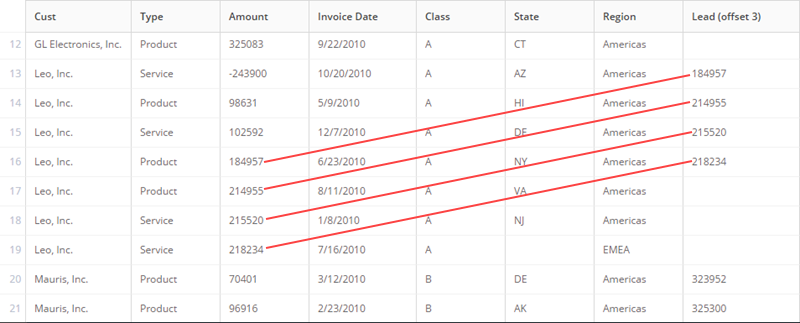 Cust Type Amount Invoice Date Class State Region Lead (offset 3)
12 GL Electronics, Inc. Product 325083 9/22/2010 A CT Americas
13 Leo, Inc. Service -243900 10/20/2010 A AZ Americas 184957
14 Leo, Inc. Product 98631 5/9/2010 A HI Americas 214955
15 Leo, Inc. Service 102592 12/7/2010 A DE Americas 215520
16 Leo, Inc. Product 184957 6/23/2010 A NY Americas 218234
17 Leo, Inc. Product 214955 8/11/2010 A VA Americas
18 Leo, Inc. Service 215520 1/8/2010 A NJ Americas
19 Leo, Inc. Service 218234 7/16/2010 A EMEA
20 Mauris, Inc. Product 70401 3/12/2010 B DE Americas 323952
21 Mauris, Inc. Product 96916 2/23/2010 B AK Americas 325300